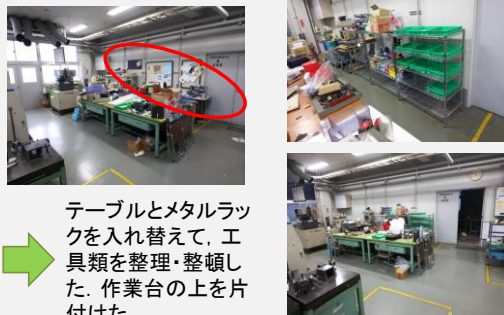 テーブルとメタルラッ
クを入れ替えて，工
具類を整理・整頓し
た．作業台の上を片
付けた